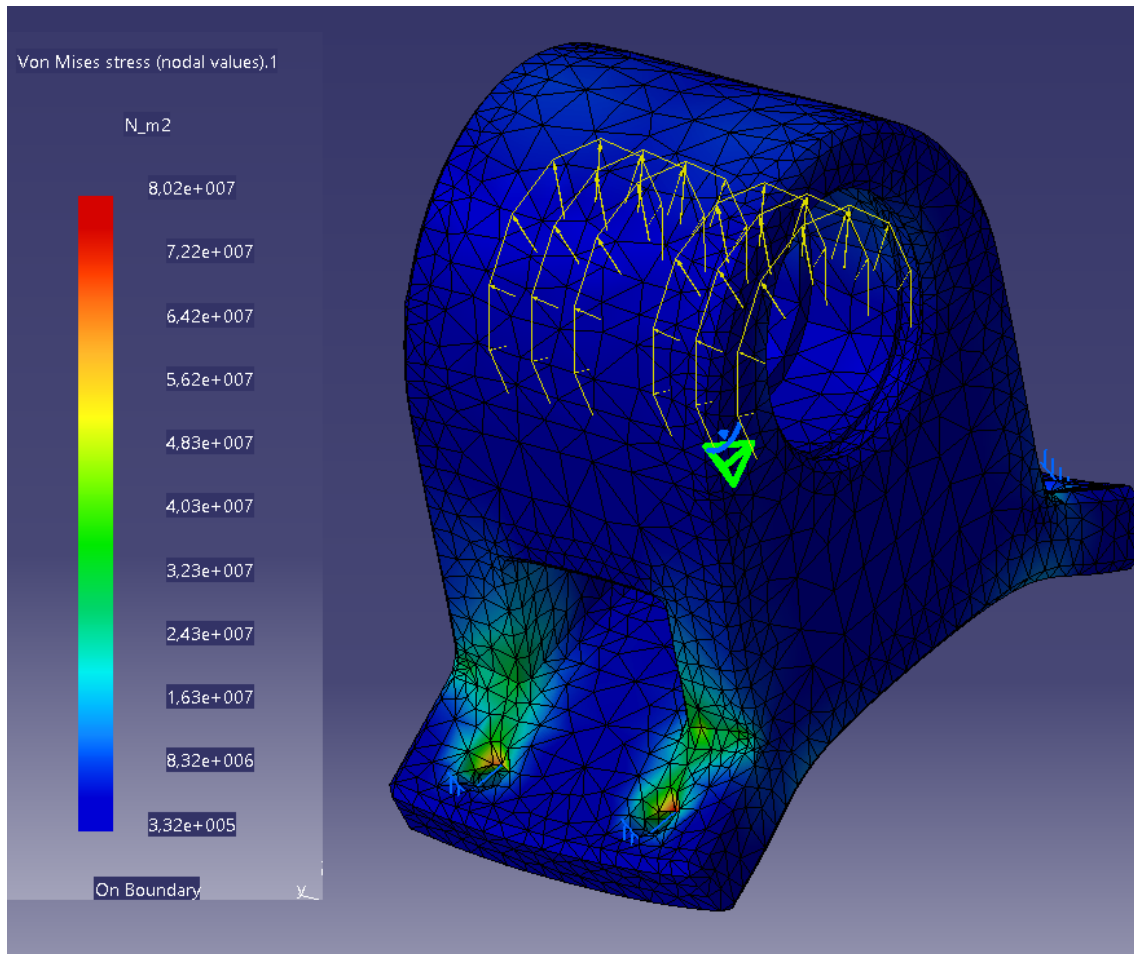 Von Mises stress (nodal values).1
N_m2
8,02e+007
7,22e+007
6,42e+007
5,62e+007
4,83e+007
4,03e+007
3,23e+007
2,43e+007
1,63e+007
8,32e+006
3,32e+005
On Boundary
y